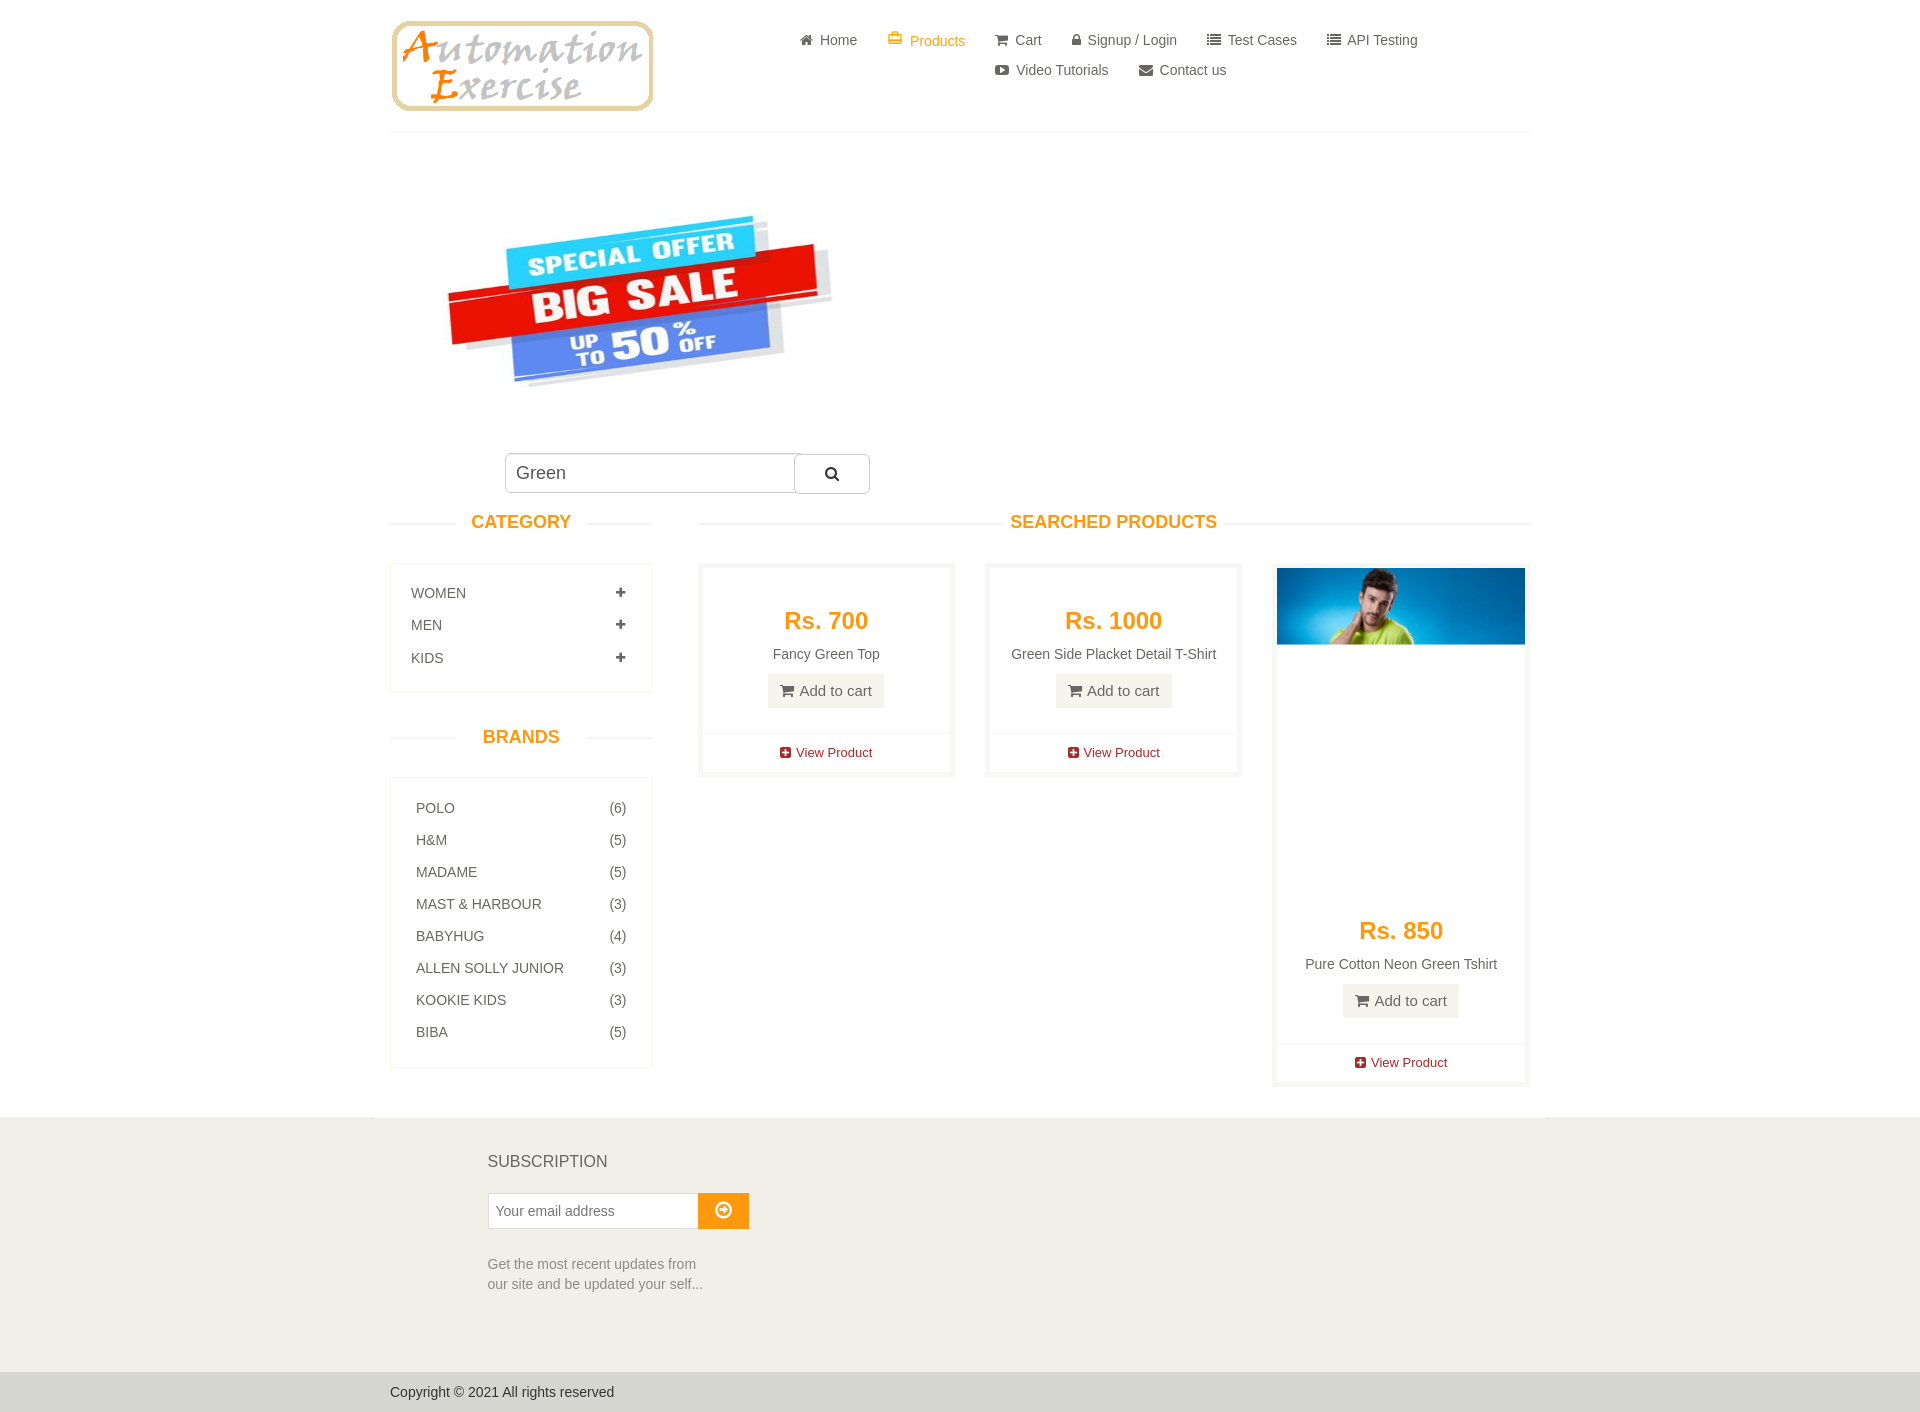 Automation
Exercise
Home
Products
Cart
Signup / Login
Test Cases
API Testing
Video Tutorials
Contact us
SPECIAL OFFER
BIG SALE
UP TO 50% OFF
Green
CATEGORY
WOMEN
MEN
KIDS
BRANDS
POLO (6)
H&M (5)
MADAME (5)
MAST & HARBOUR (3)
BABYHUG (4)
ALLEN SOLLY JUNIOR (3)
KOOKIE KIDS (3)
BIBA (5)
SEARCHED PRODUCTS
Rs. 700
Fancy Green Top
Add to cart
View Product
Rs. 1000
Green Side Placket Detail T-Shirt
Add to cart
View Product
Rs. 850
Pure Cotton Neon Green Tshirt
Add to cart
View Product
SUBSCRIPTION
Your email address
Get the most recent updates from
our site and be updated your self...
Copyright © 2021 All rights reserved